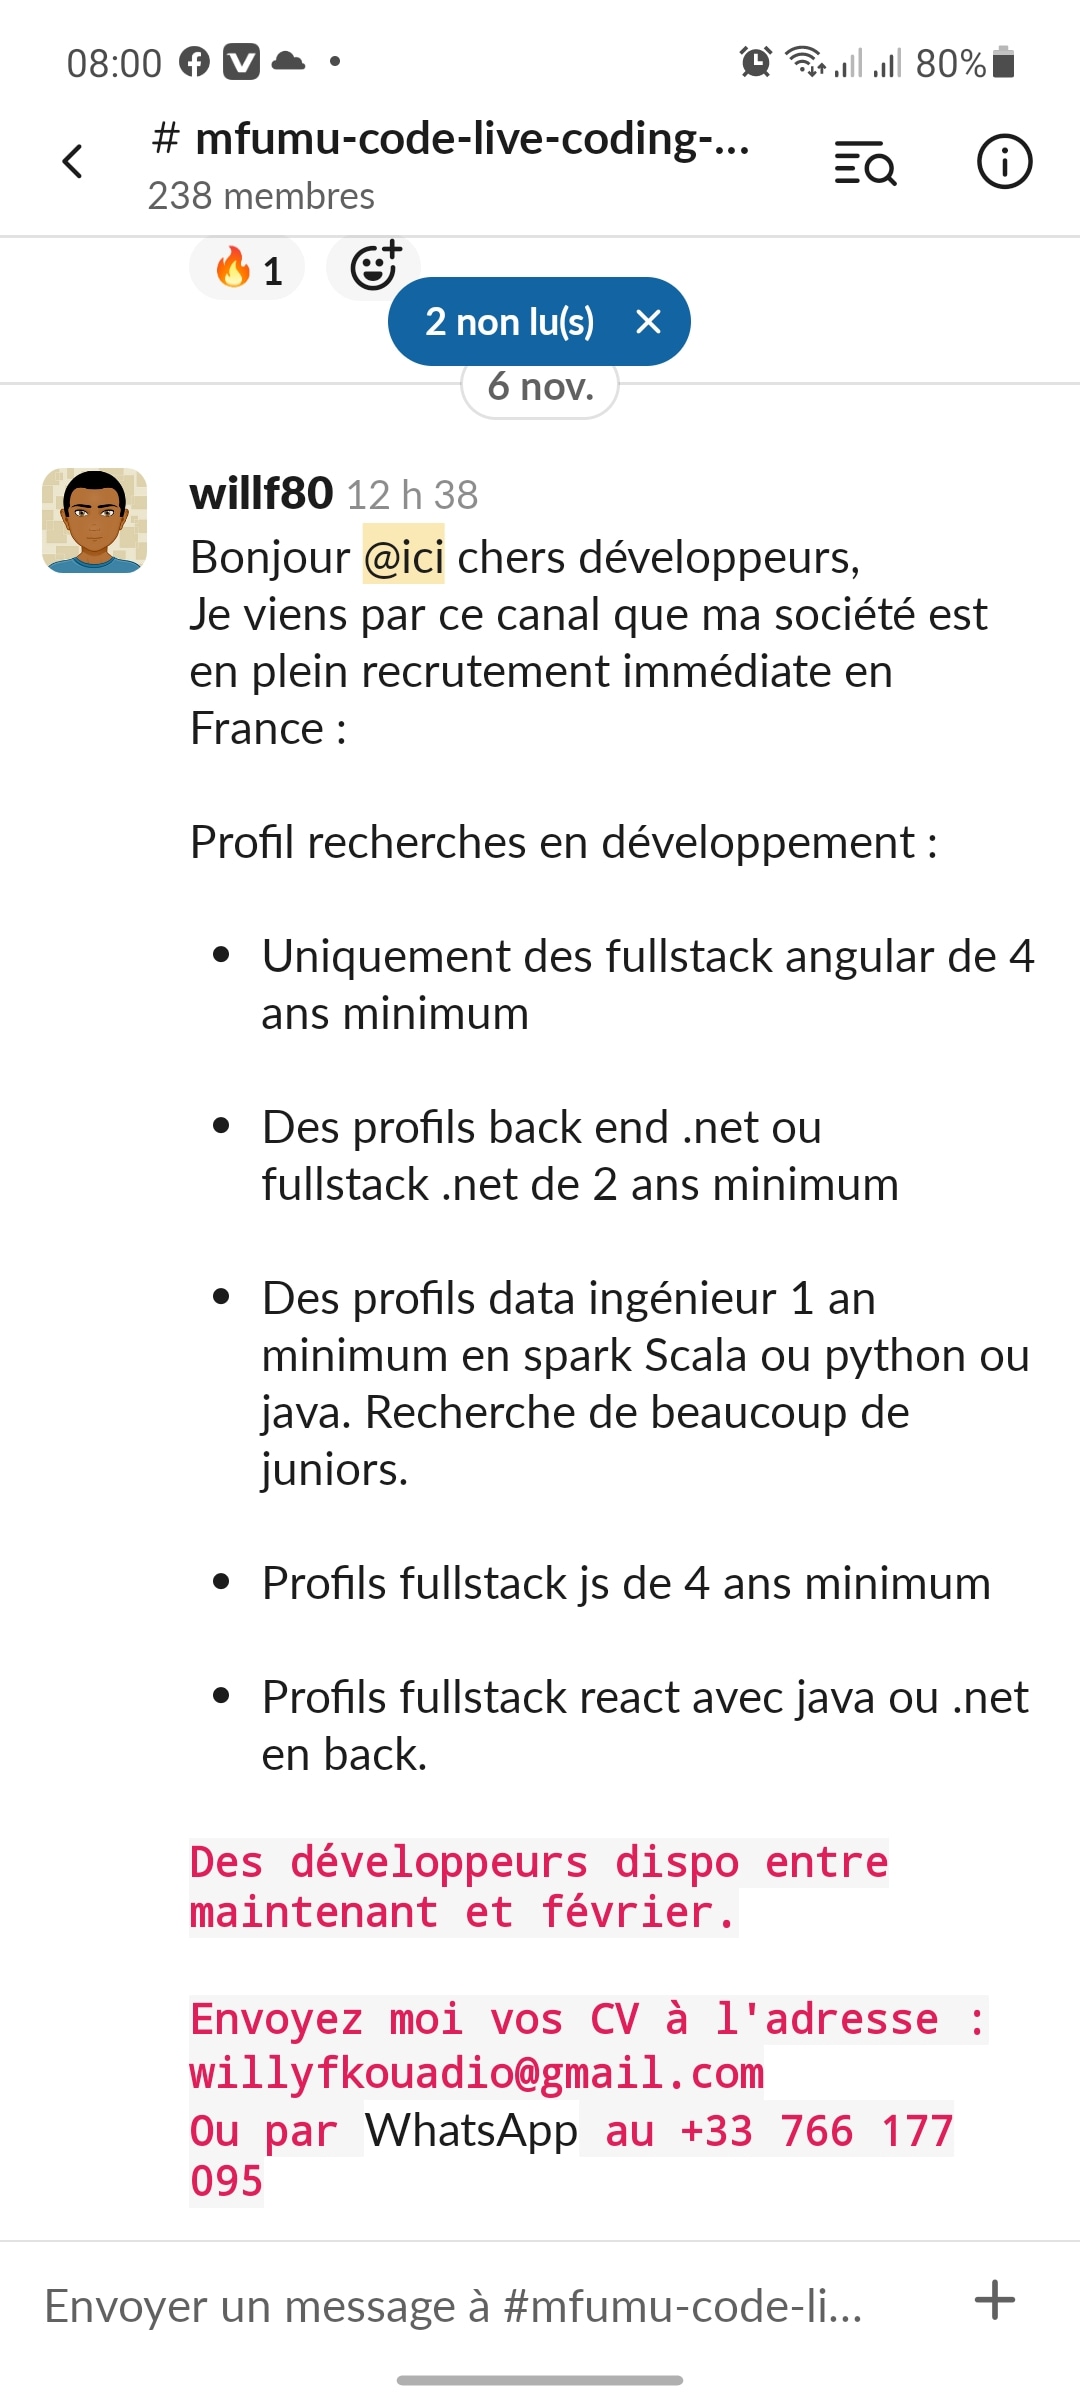 08:00
80%
# mfumu-code-live-coding-...
238 membres
1
2 non lu(s)
6 nov.
willf80 12 h 38
Bonjour @ici chers développeurs,
Je viens par ce canal que ma société est
en plein recrutement immédiate en
France :
Profil recherches en développement :
• Uniquement des fullstack angular de 4
ans minimum
• Des profils back end .net ou
fullstack .net de 2 ans minimum
• Des profils data ingénieur 1 an
minimum en spark Scala ou python ou
java. Recherche de beaucoup de
juniors.
• Profils fullstack js de 4 ans minimum
• Profils fullstack react avec java ou .net
en back.
Des développeurs dispo entre
maintenant et février.
Envoyez moi vos CV à l'adresse :
willyfkouadio@gmail.com
Ou par WhatsApp au +33 766 177
095
Envoyer un message à #mfumu-code-li...